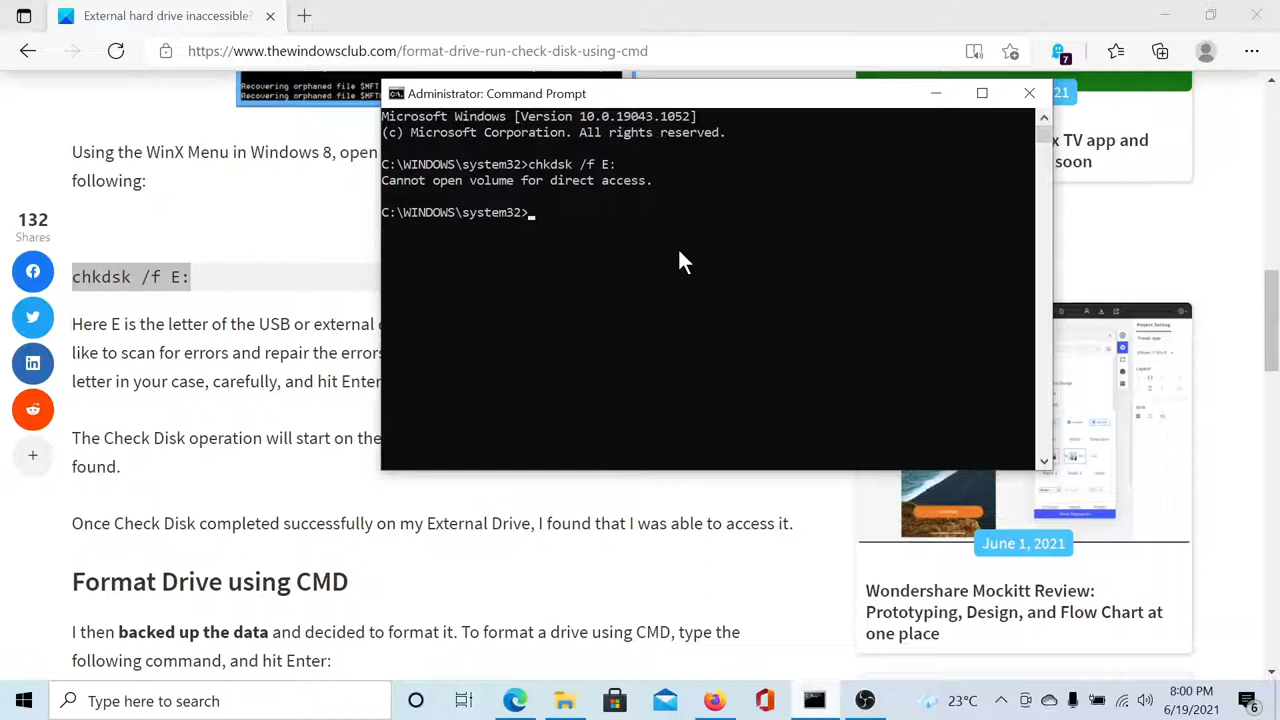 External hard drive inaccessible?
https://www.thewindowsclub.com/format-drive-run-check-disk-using-cmd
7
Recovering orphaned file $MFT
Recovering orphaned file $MFT
Administrator: Command Prompt
Microsoft Windows [Version 10.0.19043.1052]
(c) Microsoft Corporation. All rights reserved.
C:\WINDOWS\system32>chkdsk /f E:
Cannot open volume for direct access.
C:\WINDOWS\system32>
Using the WinX Menu in Windows 8, open
following:
132
Shares
chkdsk /f E:
Here E is the letter of the USB or external
like to scan for errors and repair the errors
letter in your case, carefully, and hit Enter
The Check Disk operation will start on the
found.
Once Check Disk completed successfully on my External Drive, I found that I was able to access it.
Format Drive using CMD
I then backed up the data and decided to format it. To format a drive using CMD, type the
following command, and hit Enter:
21
x TV app and
soon
Project Setting
June 1, 2021
Wondershare Mockitt Review:
Prototyping, Design, and Flow Chart at
one place
Type here to search
23°C
8:00 PM
6/19/2021
6